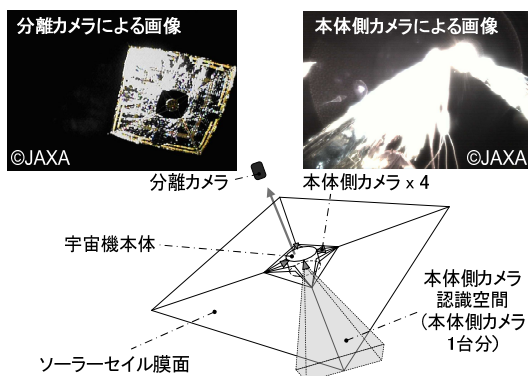 分離カメラによる画像
本体側カメラによる画像
©JAXA
©JAXA
分離カメラ
本体側カメラ x 4
宇宙機本体
本体側カメラ
認識空間
(本体側カメラ
1台分)
ソーラーセイル膜面